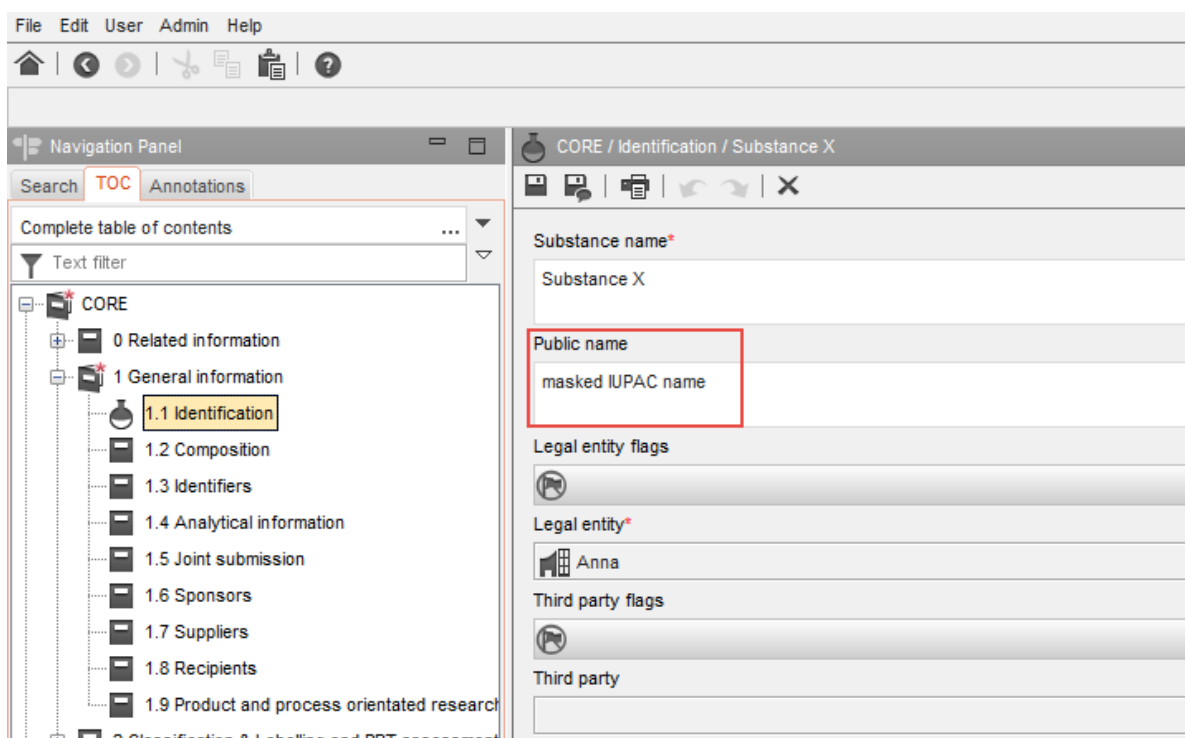 File Edit User Admin Help
Navigation Panel
Search TOC Annotations
Complete table of contents ...
Text filter
CORE
0 Related information
1 General information
1.1 Identification
1.2 Composition
1.3 Identifiers
1.4 Analytical information
1.5 Joint submission
1.6 Sponsors
1.7 Suppliers
1.8 Recipients
1.9 Product and process orientated research
CORE / Identification / Substance X
Substance name*
Substance X
Public name
masked IUPAC name
Legal entity flags
Legal entity*
Anna
Third party flags
Third party